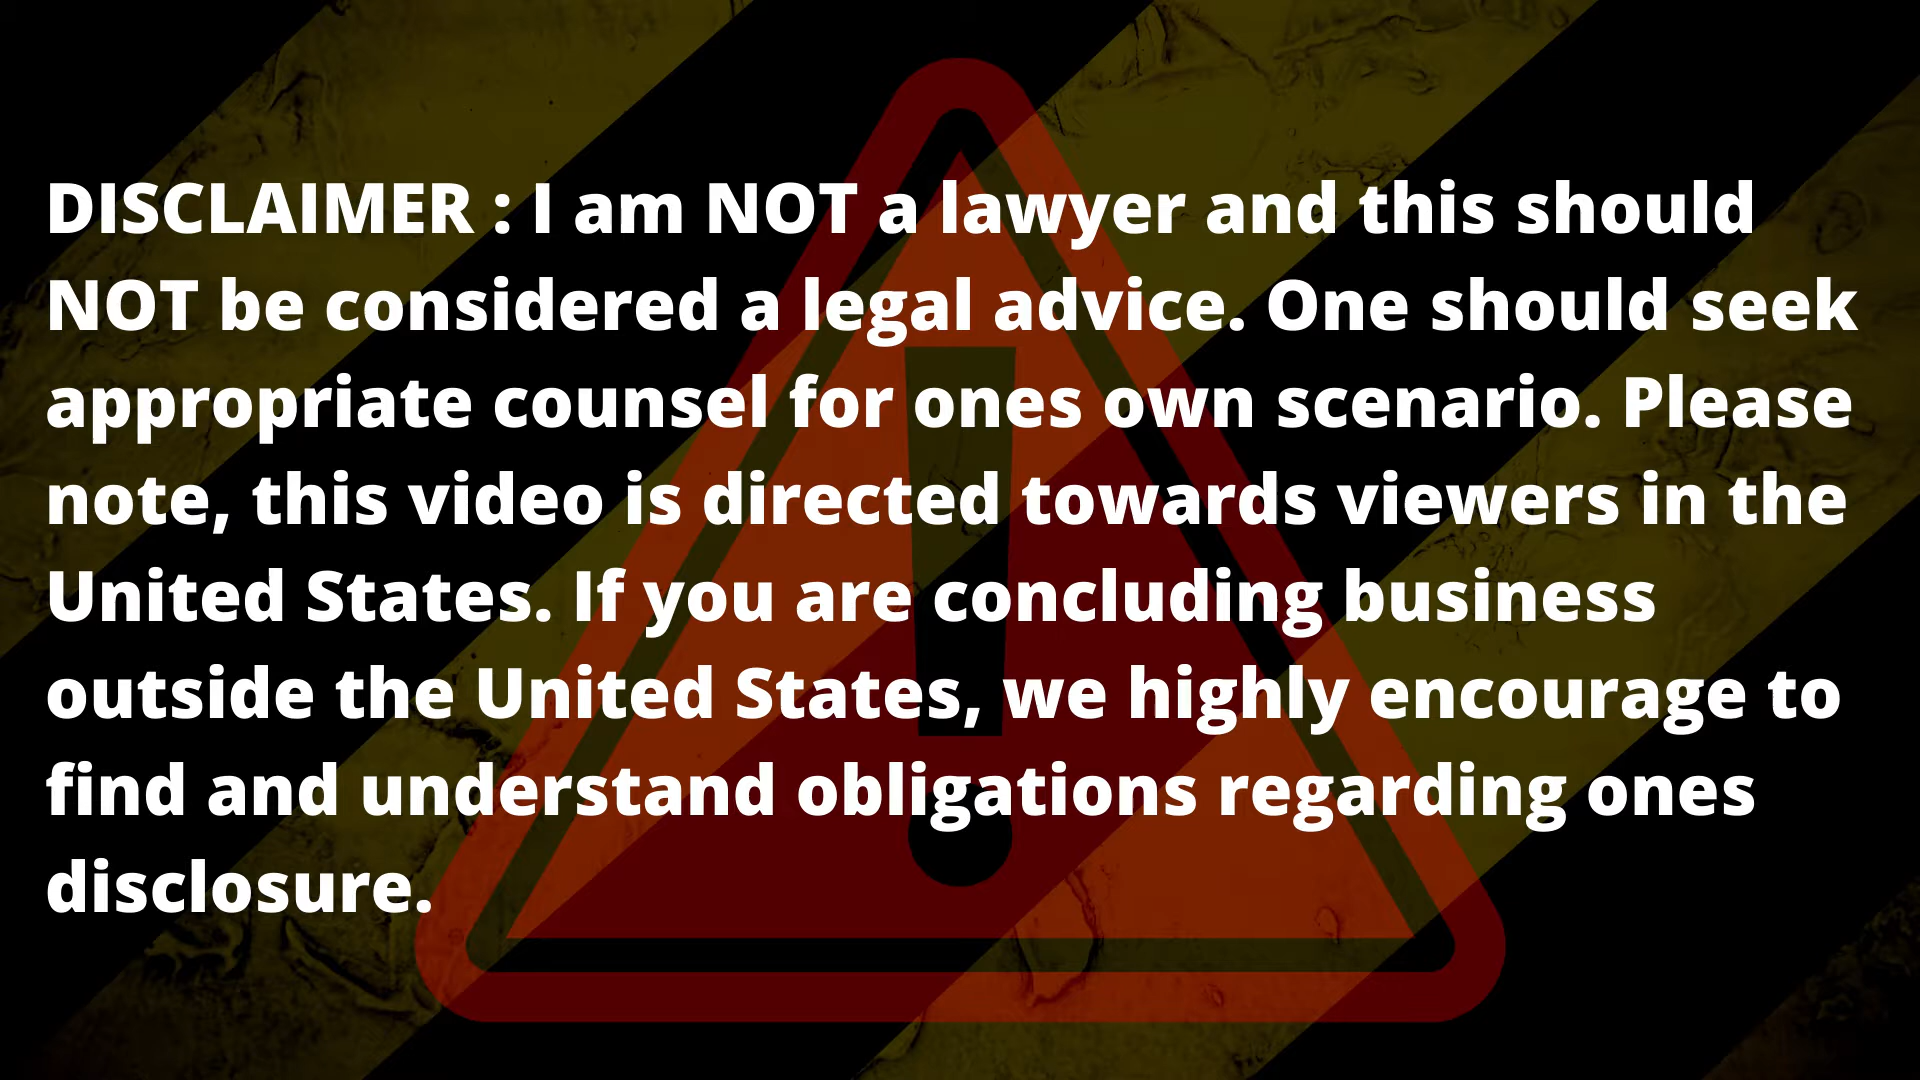 DISCLAIMER : I am NOT a lawyer and this should
NOT be considered a legal advice. One should seek
appropriate counsel for ones own scenario. Please
note, this video is directed towards viewers in the
United States. If you are concluding business
outside the United States, we highly encourage to
find and understand obligations regarding ones
disclosure.